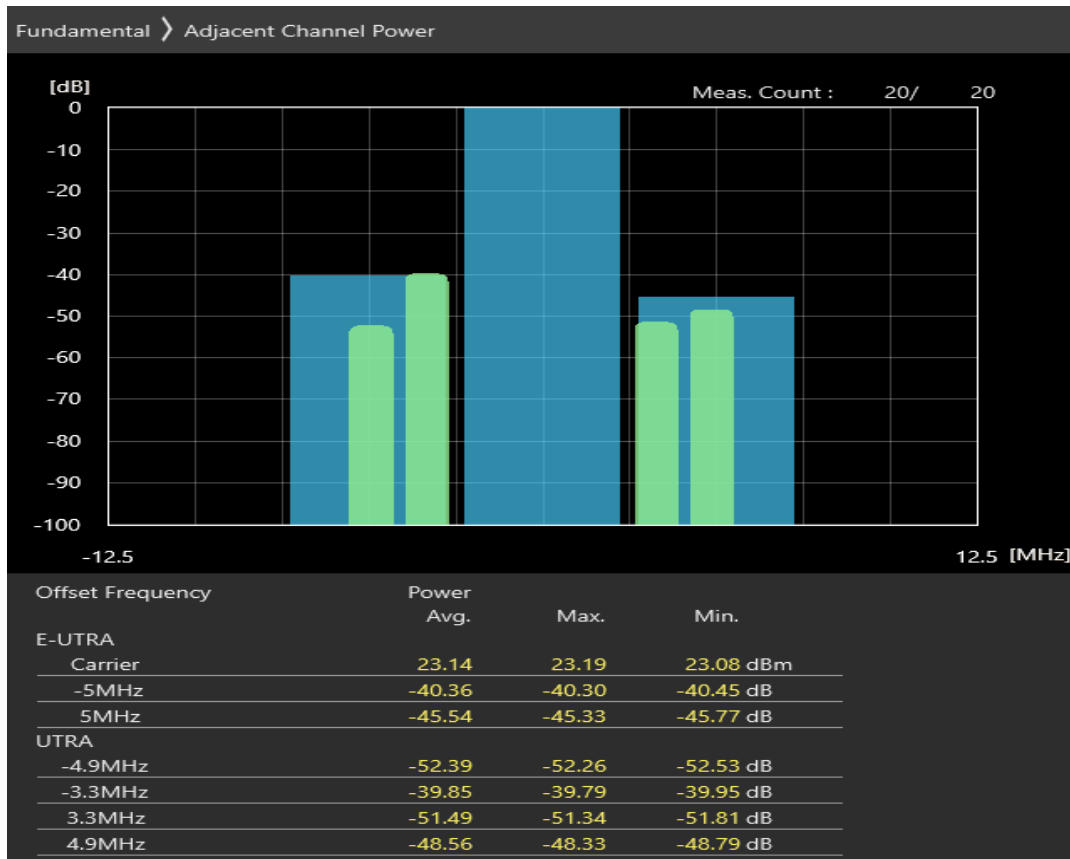 Fundamental 〉 Adjacent Channel Power
[dB]
Meas. Count : 20/ 20
0
-10
-20
-30
-40
-50
-60
-70
-80
-90
-100
-12.5 12.5 [MHz]
Offset Frequency Power
Avg. Max. Min.
E-UTRA
Carrier 23.14 23.19 23.08 dBm
-5MHz -40.36 -40.30 -40.45 dB
5MHz -45.54 -45.33 -45.77 dB
UTRA
-4.9MHz -52.39 -52.26 -52.53 dB
-3.3MHz -39.85 -39.79 -39.95 dB
3.3MHz -51.49 -51.34 -51.81 dB
4.9MHz -48.56 -48.33 -48.79 dB